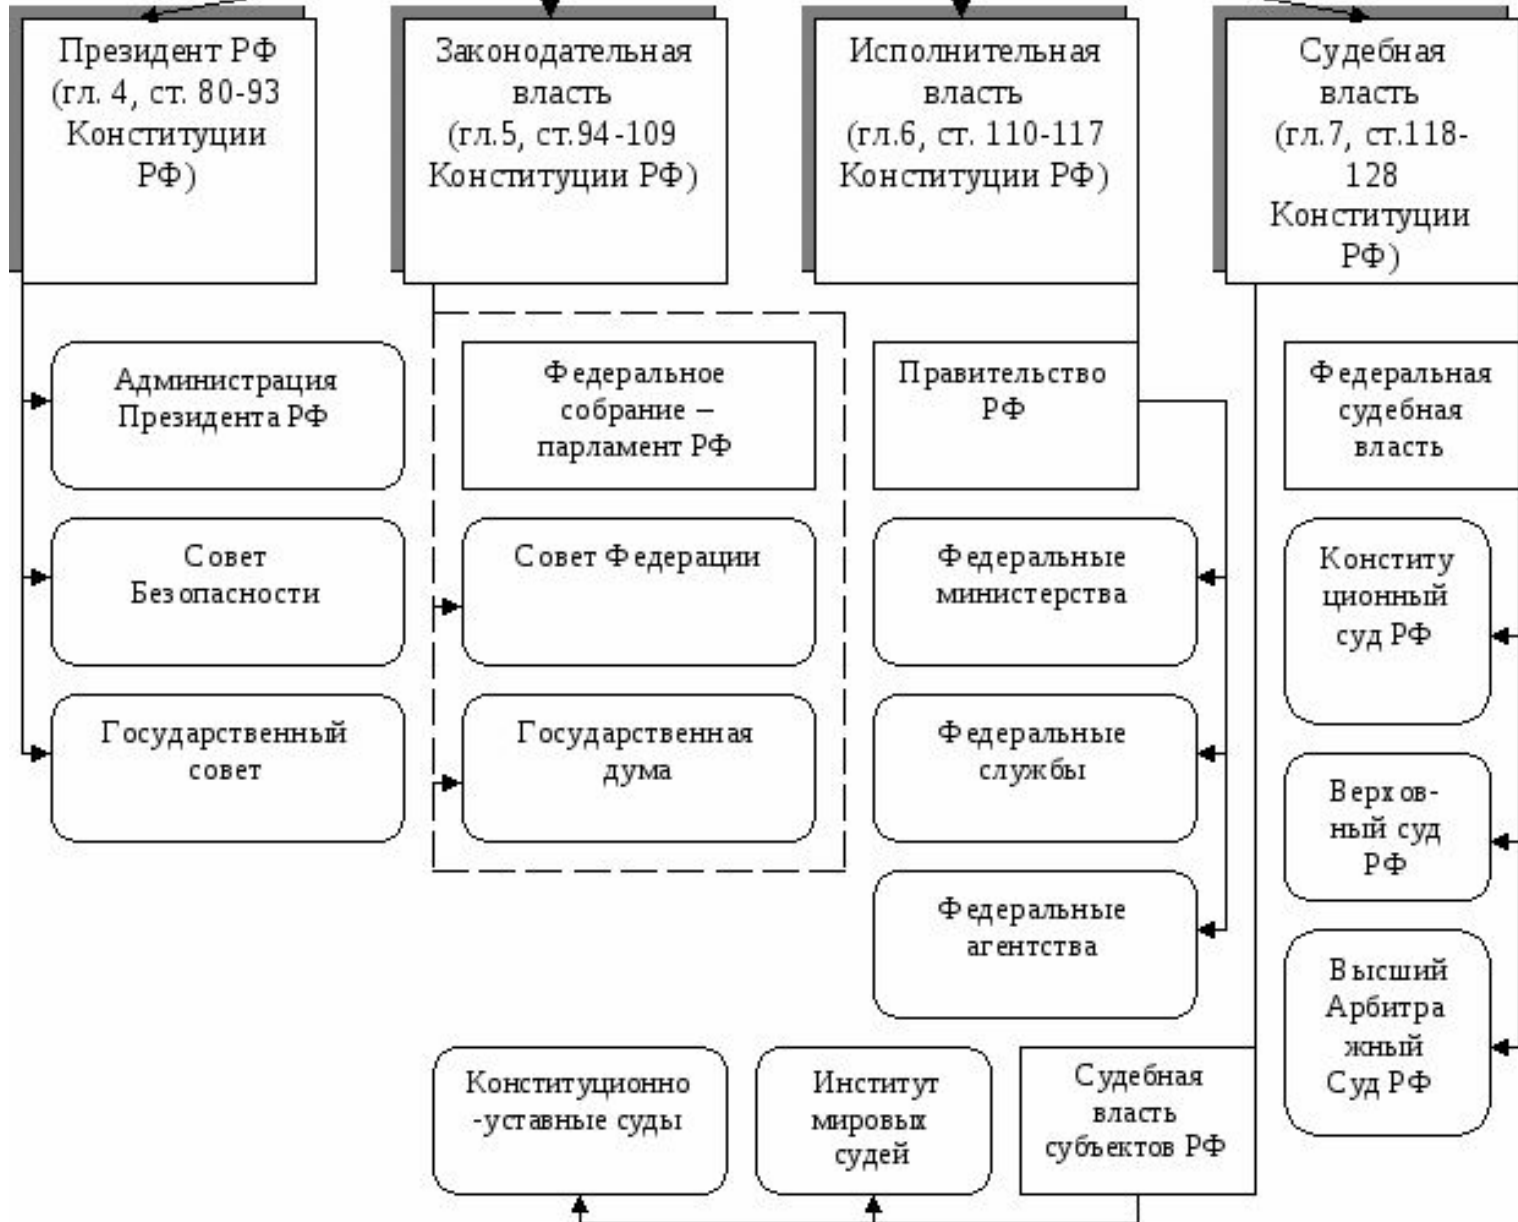 Президент РФ
(гл. 4, ст. 80-93
Конституции
РФ)
Законодательная
власть
(гл.5, ст.94-109
Конституции РФ)
Исполнительная
власть
(гл.6, ст. 110-117
Конституции РФ)
Судебная
власть
(гл.7, ст.118-
128
Конституции
РФ)
Администрация
Президента РФ
Совет
Безопасности
Государственный
совет
Федеральное
собрание –
парламент РФ
Совет Федерации
Государственная
дума
Правительство
РФ
Федеральные
министерства
Федеральные
службы
Федеральные
агентства
Федеральная
судебная
власть
Конститу
ционный
суд РФ
Верхов-
ный суд
РФ
Высший
Арбитра
жный
Суд РФ
Конституционно
-уставные суды
Институт
мировых
судей
Судебная
власть
субъектов РФ